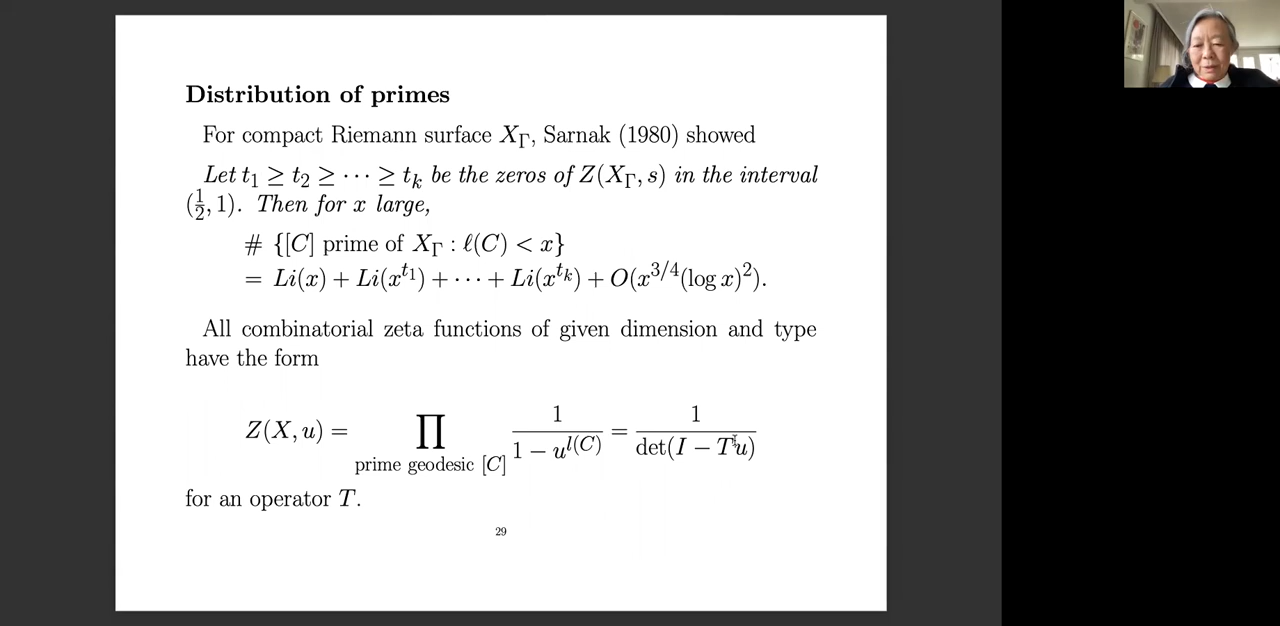 Distribution of primes
For compact Riemann surface X_Γ, Sarnak (1980) showed
Let t_1 ≥ t_2 ≥ ··· ≥ t_k be the zeros of Z(X_Γ, s) in the interval
(1/2, 1). Then for x large,
# {[C] prime of X_Γ : ℓ(C) < x}
= Li(x) + Li(x^{t_1}) + ··· + Li(x^{t_k}) + O(x^{3/4}(log x)^2).
All combinatorial zeta functions of given dimension and type
have the form
Z(X, u) = ∏_{prime geodesic [C]} 1/(1 − u^{l(C)}) = 1/det(I − Tu)
for an operator T.
29